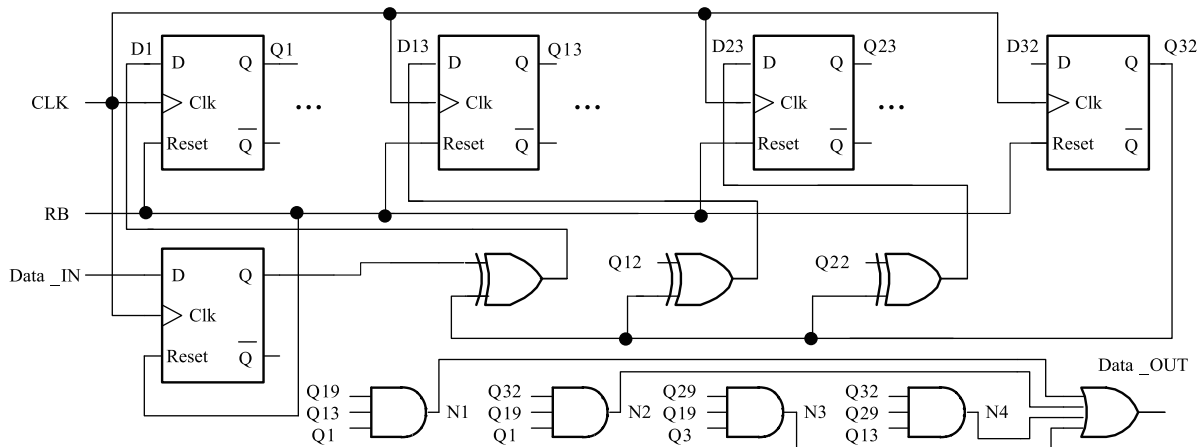 D1
Q1
D13
Q13
D23
Q23
D32
Q32
D Q
D Q
D Q
D Q
CLK
Clk
...
Clk
...
Clk
...
Clk
Reset Q
Reset Q
Reset Q
Reset Q
RB
Data _IN
D Q
Q12
Q22
Clk
Reset Q
Data _OUT
Q19
Q13
Q1
N1
Q32
Q19
Q1
N2
Q29
Q19
Q3
N3
Q32
Q29
Q13
N4